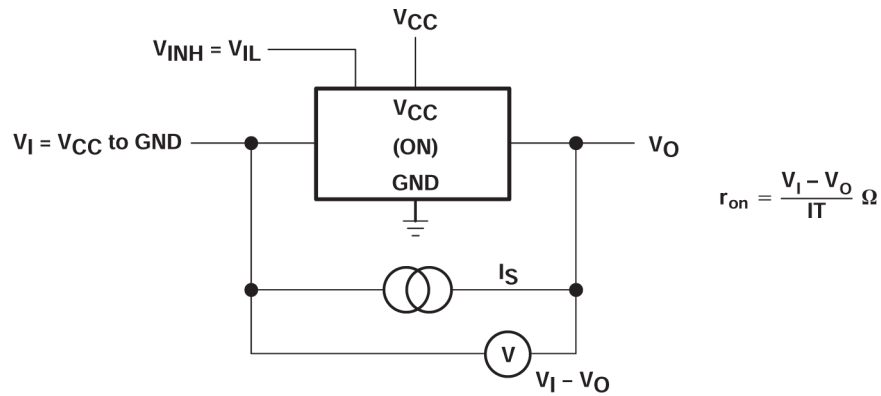 VCC
VINH = VIL
VI = VCC to GND
VCC
(ON)
GND
VO
ron = VI – VO / IT Ω
IS
V
VI – VO